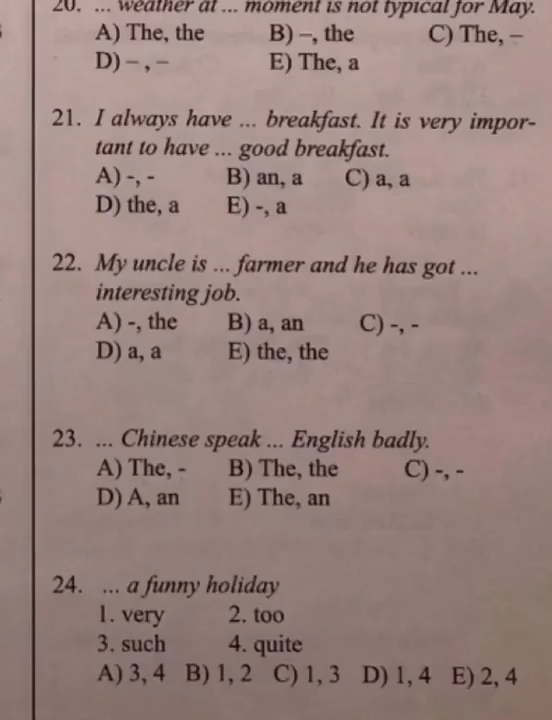 20. ... weather at ... moment is not typical for May.
A) The, the B) –, the C) The, –
D) – , – E) The, a
21. I always have ... breakfast. It is very impor-
tant to have ... good breakfast.
A) -, - B) an, a C) a, a
D) the, a E) -, a
22. My uncle is ... farmer and he has got ...
interesting job.
A) -, the B) a, an C) -, -
D) a, a E) the, the
23. ... Chinese speak ... English badly.
A) The, - B) The, the C) -, -
D) A, an E) The, an
24. ... a funny holiday
1. very 2. too
3. such 4. quite
A) 3, 4 B) 1, 2 C) 1, 3 D) 1, 4 E) 2, 4